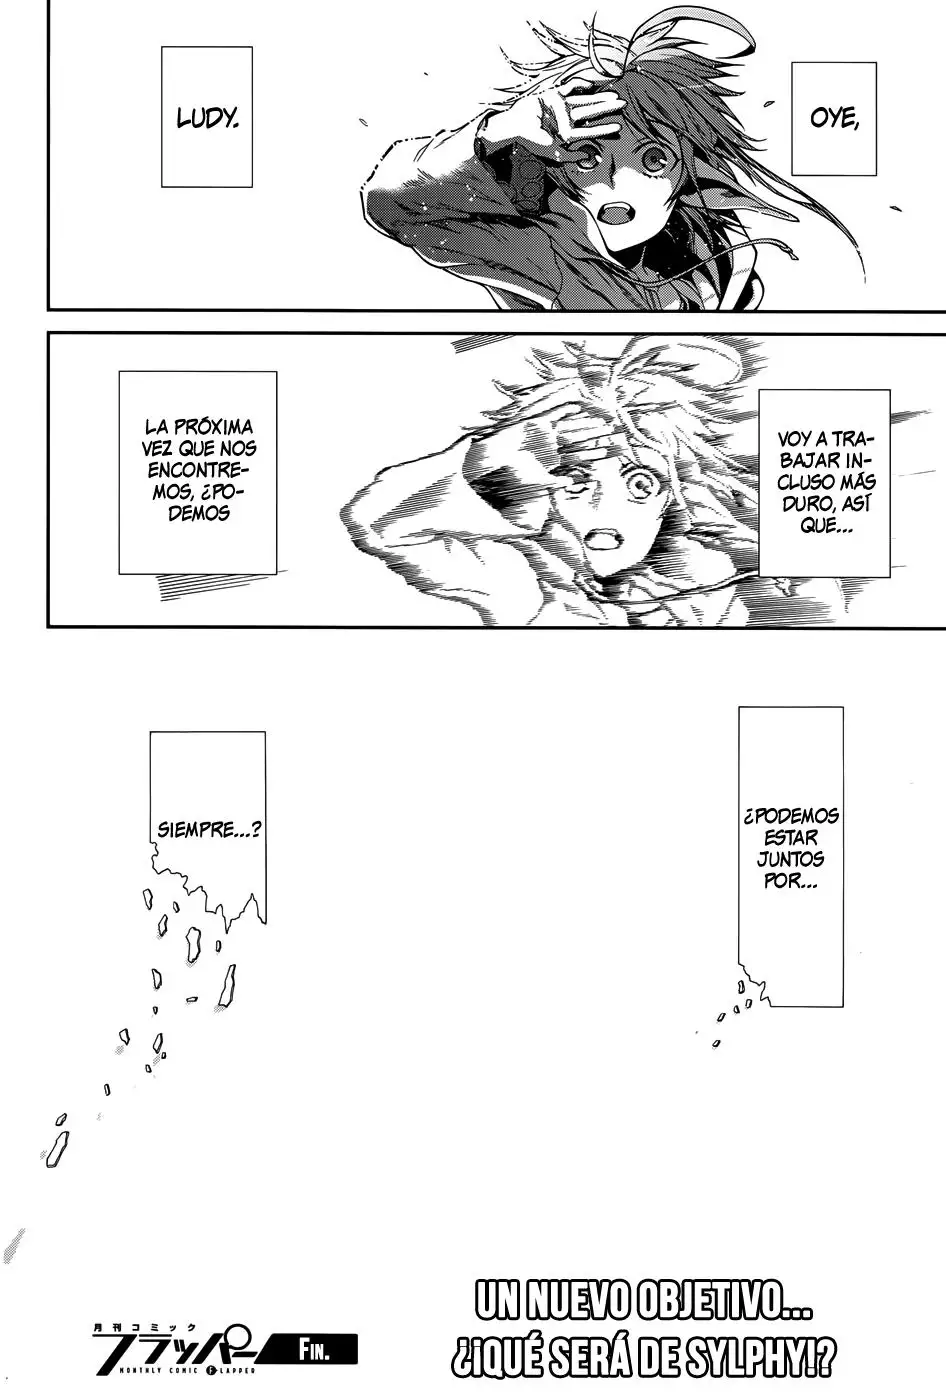 OYE,
LUDY.
VOY A TRA-
BAJAR IN-
CLUSO MÁS
DURO, ASÍ
QUE...
LA PRÓXIMA
VEZ QUE NOS
ENCONTRE-
MOS, ¿PO-
DEMOS
¿PODEMOS
ESTAR
JUNTOS
POR...
SIEMPRE...?
UN NUEVO OBJETIVO...
¿¡QUÉ SERÁ DE SYLPHY!?
月刊コミック
フラッパー
MONTHLY COMIC FLAPPER
FIN.